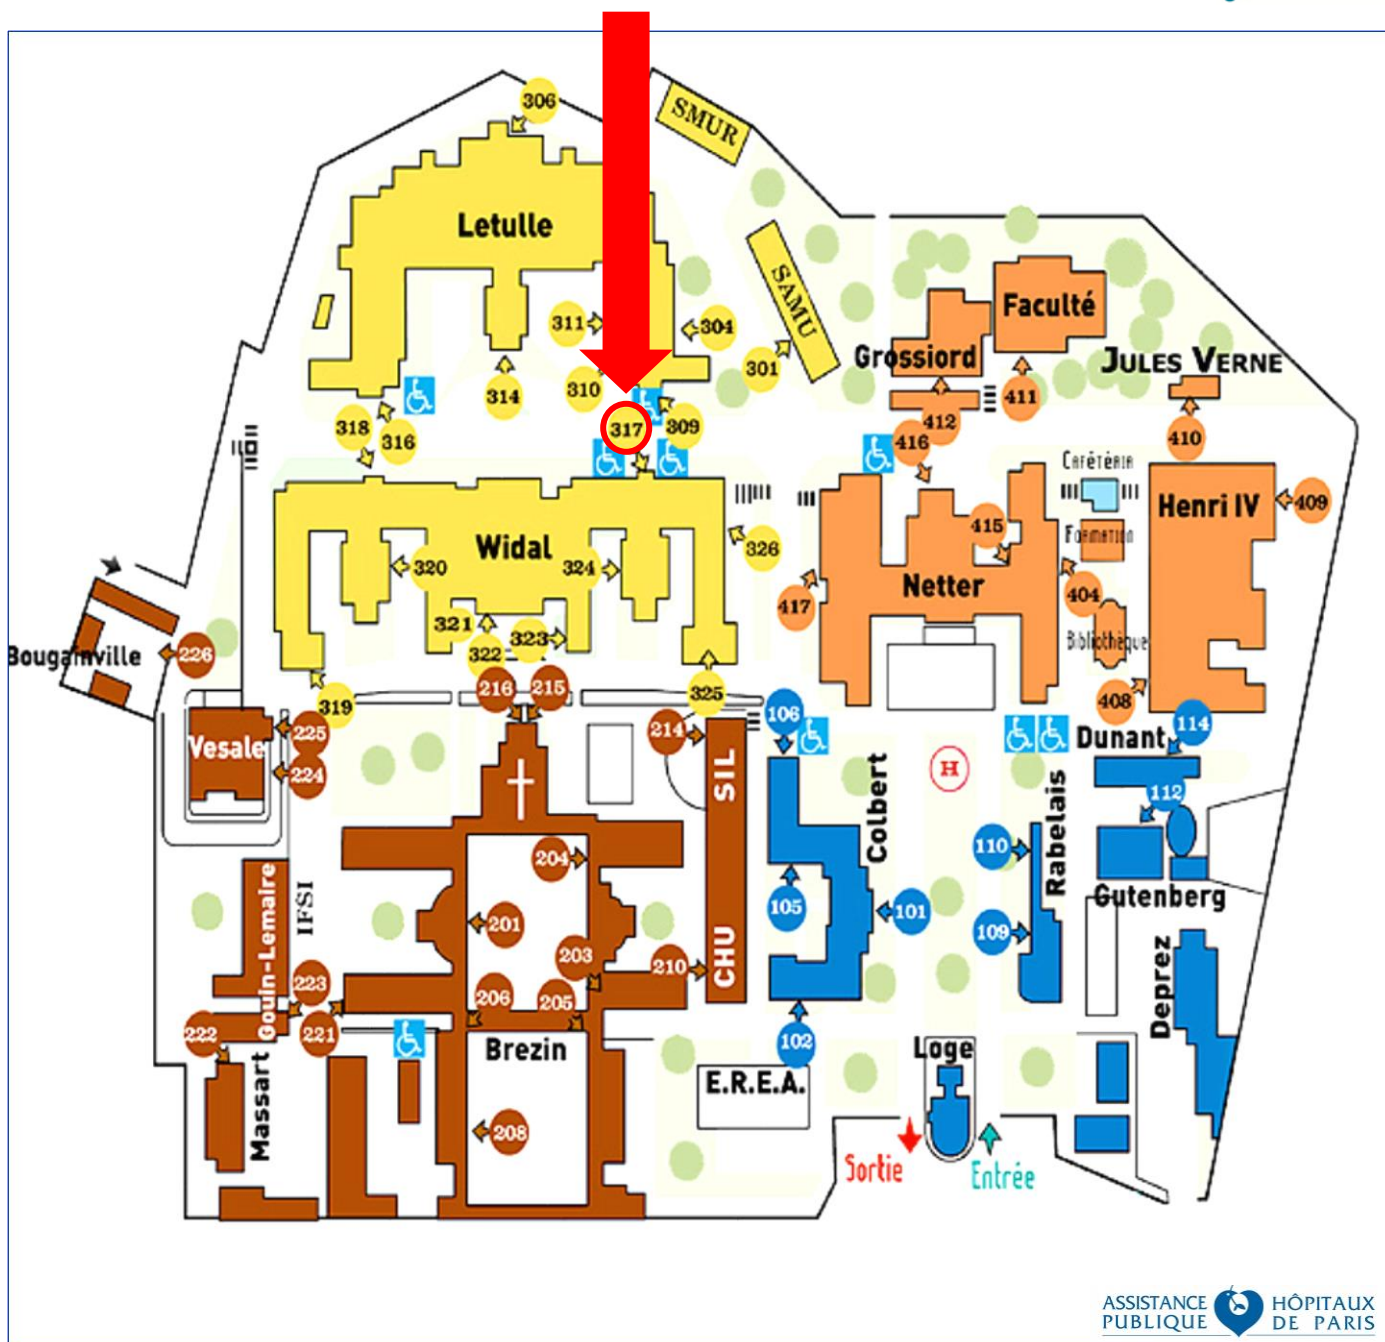 306
SMUR
Letulle
SAMU
311
304
Faculté
Grossiord
301
JULES VERNE
310
314
411
412
318
316
317
309
416
410
Cafétéria
Henri IV
409
415
Widal
326
Formation
320
324
Netter
404
417
321
323
322
Bibliothèque
Bougainville
226
216
215
325
408
319
106
114
225
214
Dunant
Vesale
224
SIL
H
112
Colbert
Rabelais
204
110
Gouin-Lemaire
IFSI
105
101
Gutenberg
201
109
203
210
CHU
223
206
205
Deprez
222
221
102
Brezin
Loge
E.R.E.A.
Massart
208
Sortie
Entrée
ASSISTANCE PUBLIQUE
HÔPITAUX DE PARIS